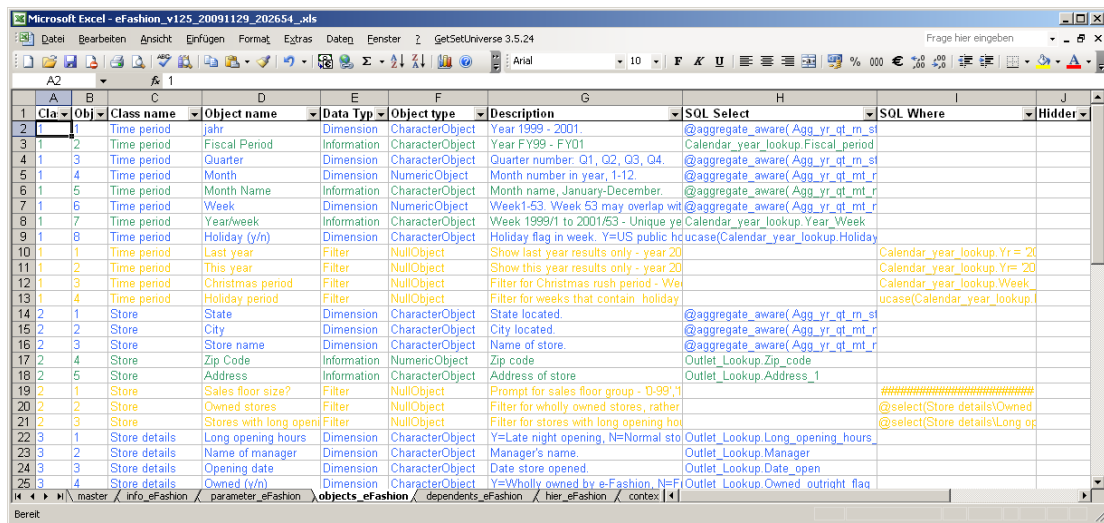 Microsoft Excel - eFashion_v125_20091129_202654_.xls
Datei Bearbeiten Ansicht Einfügen Format Extras Daten Fenster ? GetSetUniverse 3.5.24 Frage hier eingeben
Arial 10 F K U % 000 €
A2 fx 1
A B C D E F G H I J
1 Cla Obj Class name Object name Data Typ Object type Description SQL Select SQL Where Hidder
2 1 1 Time period jahr Dimension CharacterObject Year 1999 - 2001. @aggregate_aware( Agg_yr_qt_rn_st
3 1 2 Time period Fiscal Period Information CharacterObject Year FY99 - FY01 Calendar_year_lookup.Fiscal_period
4 1 3 Time period Quarter Dimension CharacterObject Quarter number: Q1, Q2, Q3, Q4. @aggregate_aware( Agg_yr_qt_rn_st
5 1 4 Time period Month Dimension NumericObject Month number in year, 1-12. @aggregate_aware( Agg_yr_qt_mt_r
6 1 5 Time period Month Name Information CharacterObject Month name, January-December. @aggregate_aware( Agg_yr_qt_mt_r
7 1 6 Time period Week Dimension NumericObject Week1-53. Week 53 may overlap wit @aggregate_aware( Agg_yr_qt_mt_r
8 1 7 Time period Year/week Information CharacterObject Week 1999/1 to 2001/53 - Unique ye Calendar_year_lookup.Year_Week
9 1 8 Time period Holiday (y/n) Dimension CharacterObject Holiday flag in week. Y=US public ho ucase(Calendar_year_lookup.Holiday
10 1 1 Time period Last year Filter NullObject Show last year results only - year 20 Calendar_year_lookup.Yr = '20
11 1 2 Time period This year Filter NullObject Show this year results only - year 20 Calendar_year_lookup.Yr= '20
12 1 3 Time period Christmas period Filter NullObject Filter for Christmas rush period - We Calendar_year_lookup.Week_
13 1 4 Time period Holiday period Filter NullObject Filter for weeks that contain holiday ucase(Calendar_year_lookup.
14 2 1 Store State Dimension CharacterObject State located. @aggregate_aware( Agg_yr_qt_rn_st
15 2 2 Store City Dimension CharacterObject City located. @aggregate_aware( Agg_yr_qt_mt_r
16 2 3 Store Store name Dimension CharacterObject Name of store. @aggregate_aware( Agg_yr_qt_mt_r
17 2 4 Store Zip Code Information NumericObject Zip code Outlet_Lookup.Zip_code
18 2 5 Store Address Information CharacterObject Address of store Outlet_Lookup.Address_1
19 2 1 Store Sales floor size? Filter NullObject Prompt for sales floor group - '0-99','1 ########################
20 2 2 Store Owned stores Filter NullObject Filter for wholly owned stores, rather @select(Store details\Owned
21 2 3 Store Stores with long openi Filter NullObject Filter for stores with long opening hou @select(Store details\Long op
22 3 1 Store details Long opening hours Dimension CharacterObject Y=Late night opening, N=Normal sto Outlet_Lookup.Long_opening_hours_
23 3 2 Store details Name of manager Dimension CharacterObject Manager's name. Outlet_Lookup.Manager
24 3 3 Store details Opening date Dimension CharacterObject Date store opened. Outlet_Lookup.Date_open
25 3 4 Store details Owned (y/n) Dimension CharacterObject Y=Wholly owned by e-Fashion, N=Fr Outlet_Lookup.Owned_outright_flag
master / info_eFashion / parameter_eFashion \ objects_eFashion / dependents_eFashion / hier_eFashion / contex
Bereit